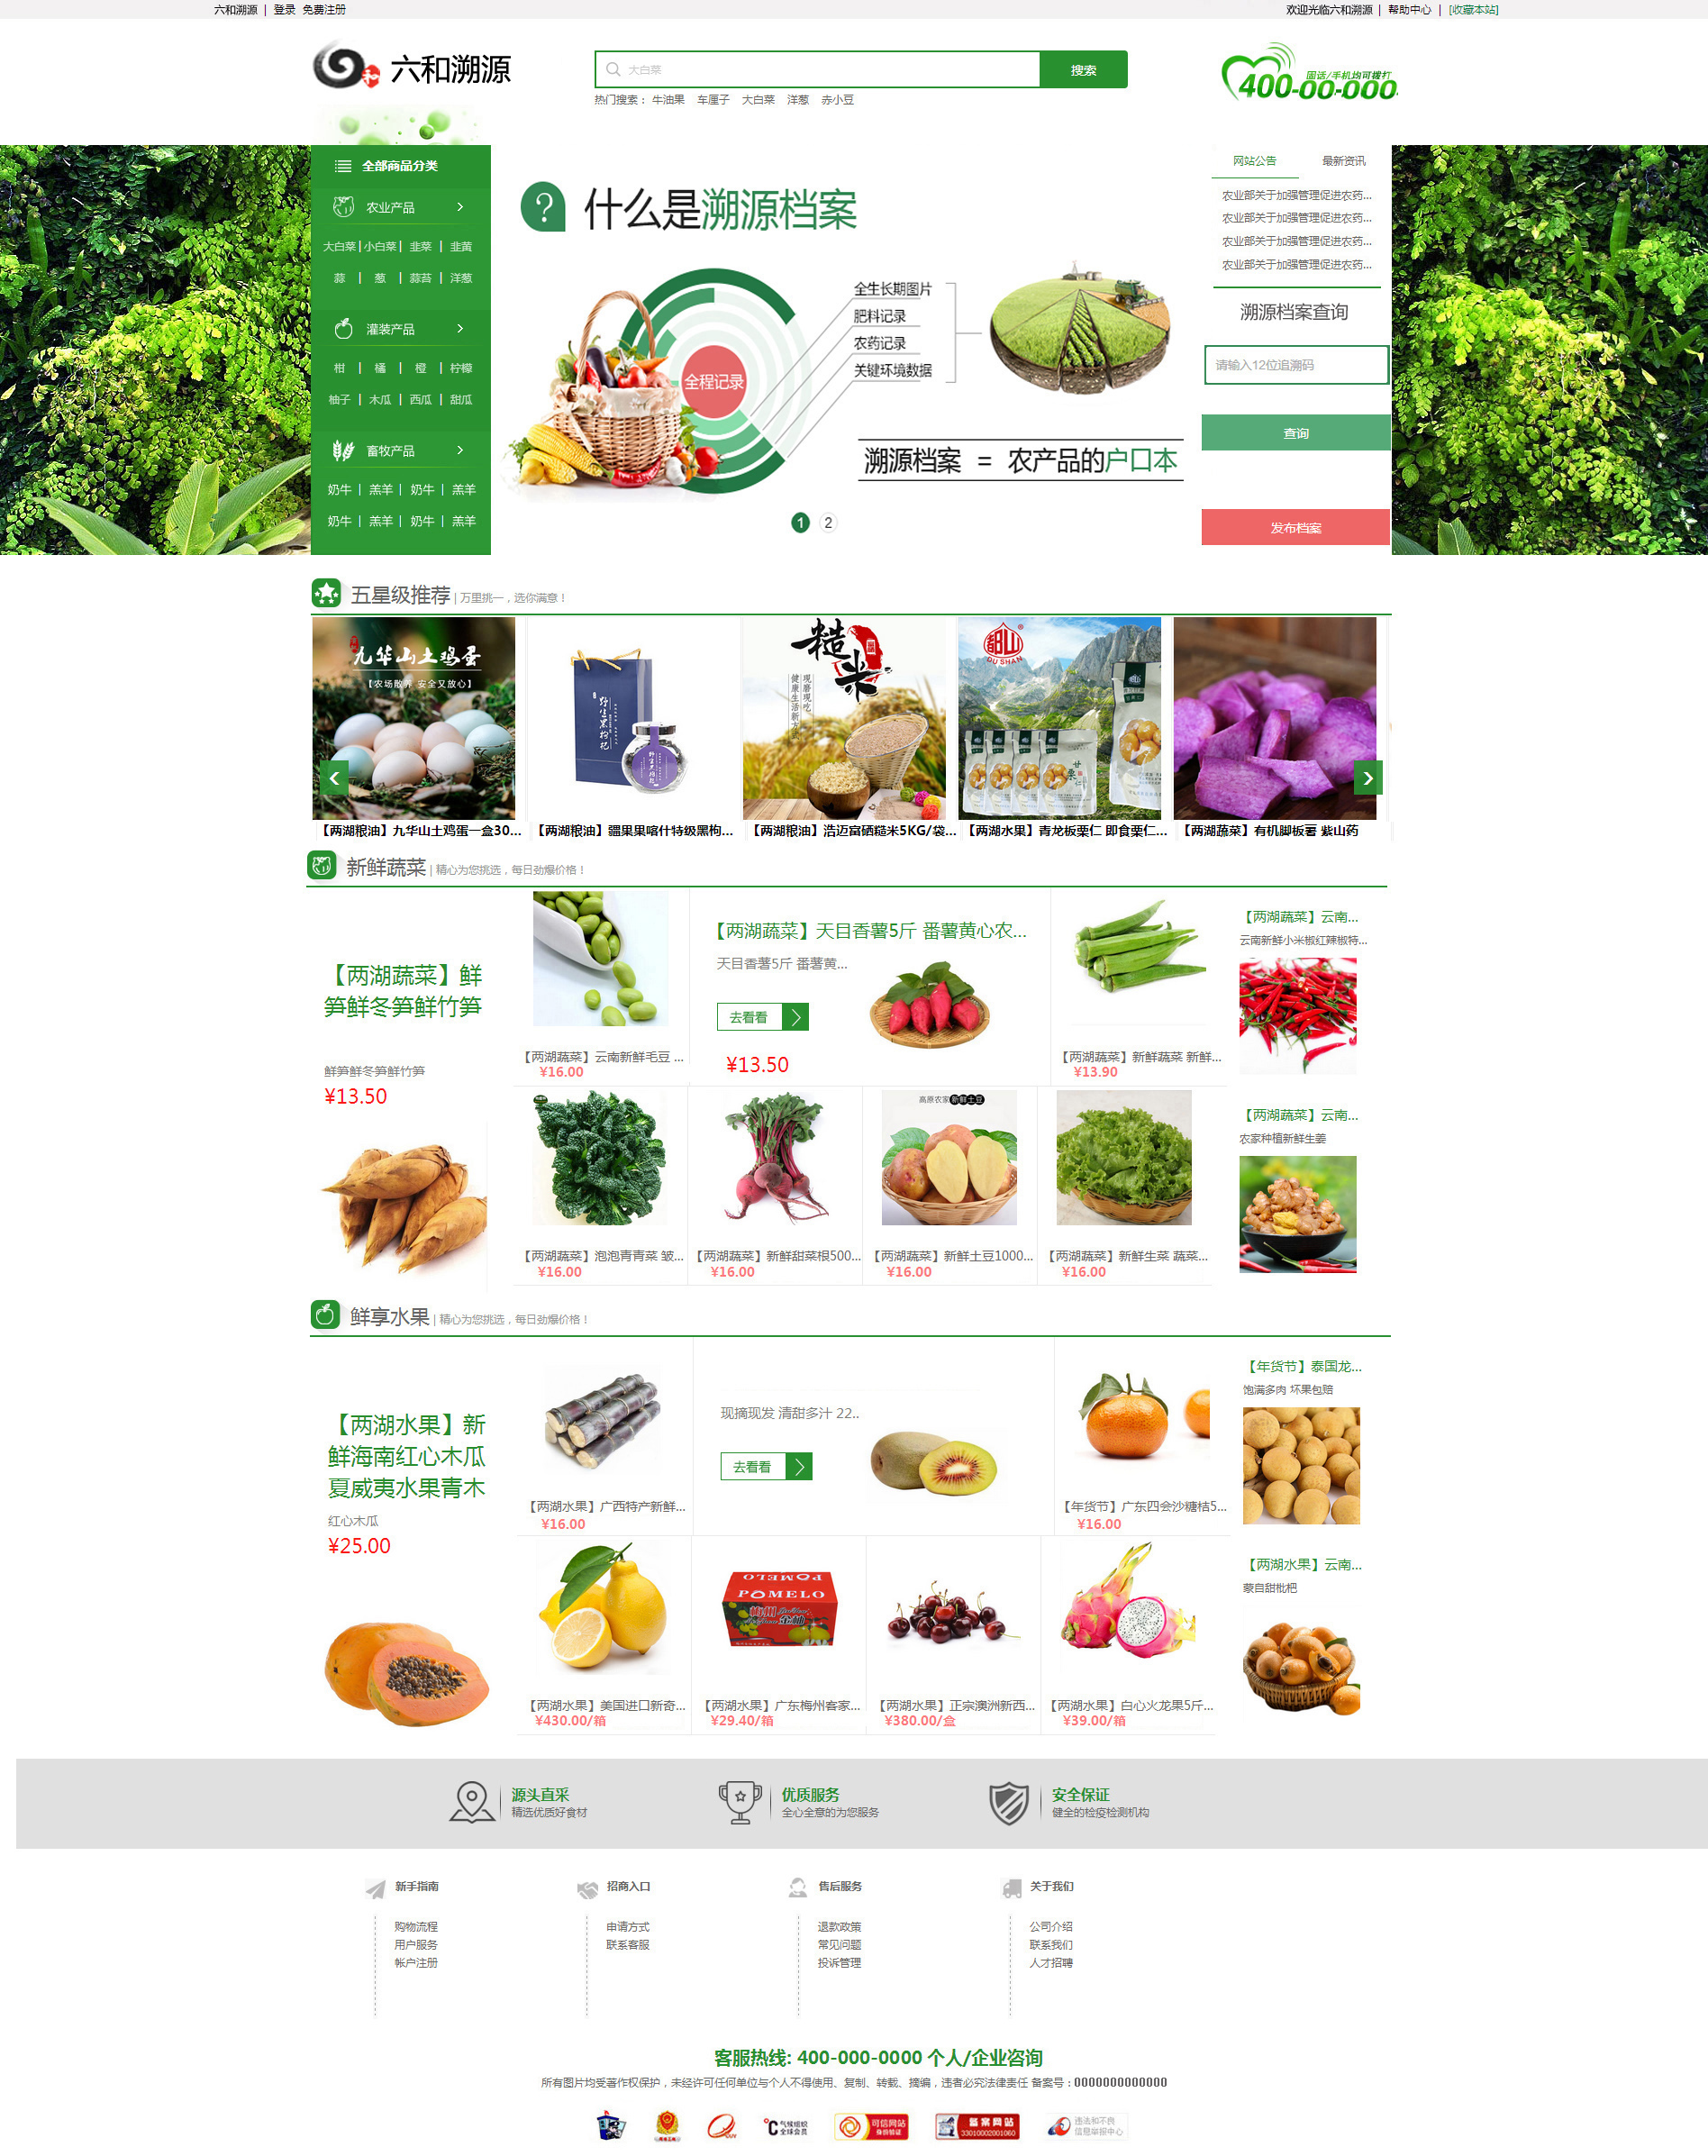 六和溯源 | 登录 免费注册
欢迎光临六和溯源 | 帮助中心 | [收藏本站]
和 六和溯源
大白菜
搜索
热门搜索： 牛油果 车厘子 大白菜 洋葱 赤小豆
固话/手机均可拨打
400-00-000
全部商品分类
农业产品
大白菜 | 小白菜 | 韭菜 | 韭黄
蒜 | 葱 | 蒜苔 | 洋葱
灌装产品
柑 | 橘 | 橙 | 柠檬
柚子 | 木瓜 | 西瓜 | 甜瓜
畜牧产品
奶牛 | 羔羊 | 奶牛 | 羔羊
奶牛 | 羔羊 | 奶牛 | 羔羊
? 什么是溯源档案
全生长期图片
肥料记录
农药记录
关键环境数据
全程记录
溯源档案 = 农产品的户口本
1 2
网站公告 最新资讯
农业部关于加强管理促进农药...
农业部关于加强管理促进农药...
农业部关于加强管理促进农药...
农业部关于加强管理促进农药...
溯源档案查询
请输入12位追溯码
查询
发布档案
五星级推荐 | 万里挑一，选你满意！
九华山土鸡蛋
【农场散养 安全又放心】
野生黑枸杞
糙米
现磨现吃
健康生活新方式
都山
DU SHAN
甘栗仁
【两湖粮油】九华山土鸡蛋一盒30...
【两湖粮油】疆果果喀什特级黑枸...
【两湖粮油】浩迈富硒糙米5KG/袋...
【两湖水果】青龙板栗仁 即食栗仁...
【两湖蔬菜】有机脚板薯 紫山药
新鲜蔬菜 | 精心为您挑选，每日劲爆价格！
【两湖蔬菜】鲜
笋鲜冬笋鲜竹笋
鲜笋鲜冬笋鲜竹笋
¥13.50
【两湖蔬菜】云南新鲜毛豆 ...
¥16.00
【两湖蔬菜】天目香薯5斤 番薯黄心农...
天目香薯5斤 番薯黄...
去看看
¥13.50
【两湖蔬菜】新鲜蔬菜 新鲜...
¥13.90
【两湖蔬菜】云南...
云南新鲜小米椒红辣椒特...
高原农家新鲜土豆
【两湖蔬菜】泡泡青青菜 皱...
¥16.00
【两湖蔬菜】新鲜甜菜根500...
¥16.00
【两湖蔬菜】新鲜土豆1000...
¥16.00
【两湖蔬菜】新鲜生菜 蔬菜...
¥16.00
【两湖蔬菜】云南...
农家种植新鲜生姜
鲜享水果 | 精心为您挑选，每日劲爆价格！
【两湖水果】新
鲜海南红心木瓜
夏威夷水果青木
红心木瓜
¥25.00
【两湖水果】广西特产新鲜...
¥16.00
现摘现发 清甜多汁 22..
去看看
【年货节】广东四会沙糖桔5...
¥16.00
【年货节】泰国龙...
饱满多肉 坏果包赔
POMELO
POMELO
梅州金柚
【两湖水果】美国进口新奇...
¥430.00/箱
【两湖水果】广东梅州客家...
¥29.40/箱
【两湖水果】正宗澳洲新西...
¥380.00/盒
【两湖水果】白心火龙果5斤...
¥39.00/箱
【两湖水果】云南...
蒙自甜枇杷
源头直采
精选优质好食材
优质服务
全心全意的为您服务
安全保证
健全的检疫检测机构
新手指南
购物流程
用户服务
帐户注册
招商入口
申请方式
联系客服
售后服务
退款政策
常见问题
投诉管理
关于我们
公司介绍
联系我们
人才招聘
客服热线: 400-000-0000 个人/企业咨询
所有图片均受著作权保护，未经许可任何单位与个人不得使用、复制、转载、摘编，违者必究法律责任 备案号：0000000000000
℃ 气候组织
全球会员
可信网站
身份验证
备案网站
33010002001060
违法和不良
信息举报中心